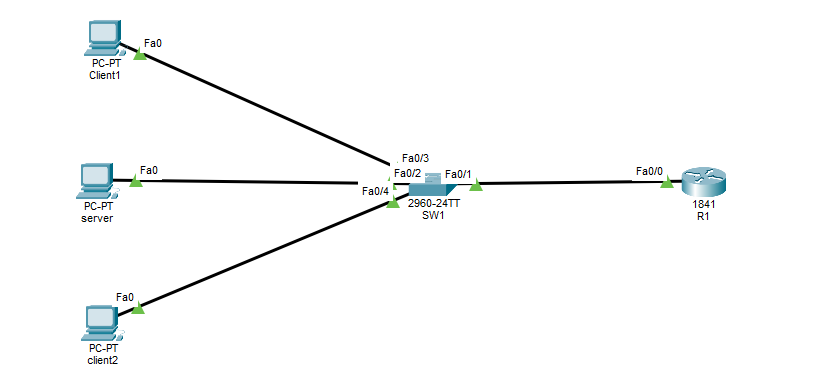 Fa0
PC-PT
Client1
Fa0/3
Fa0
Fa0/2
Fa0/1
Fa0/0
PC-PT
server
Fa0/4
2960-24TT
SW1
1841
R1
Fa0
PC-PT
client2